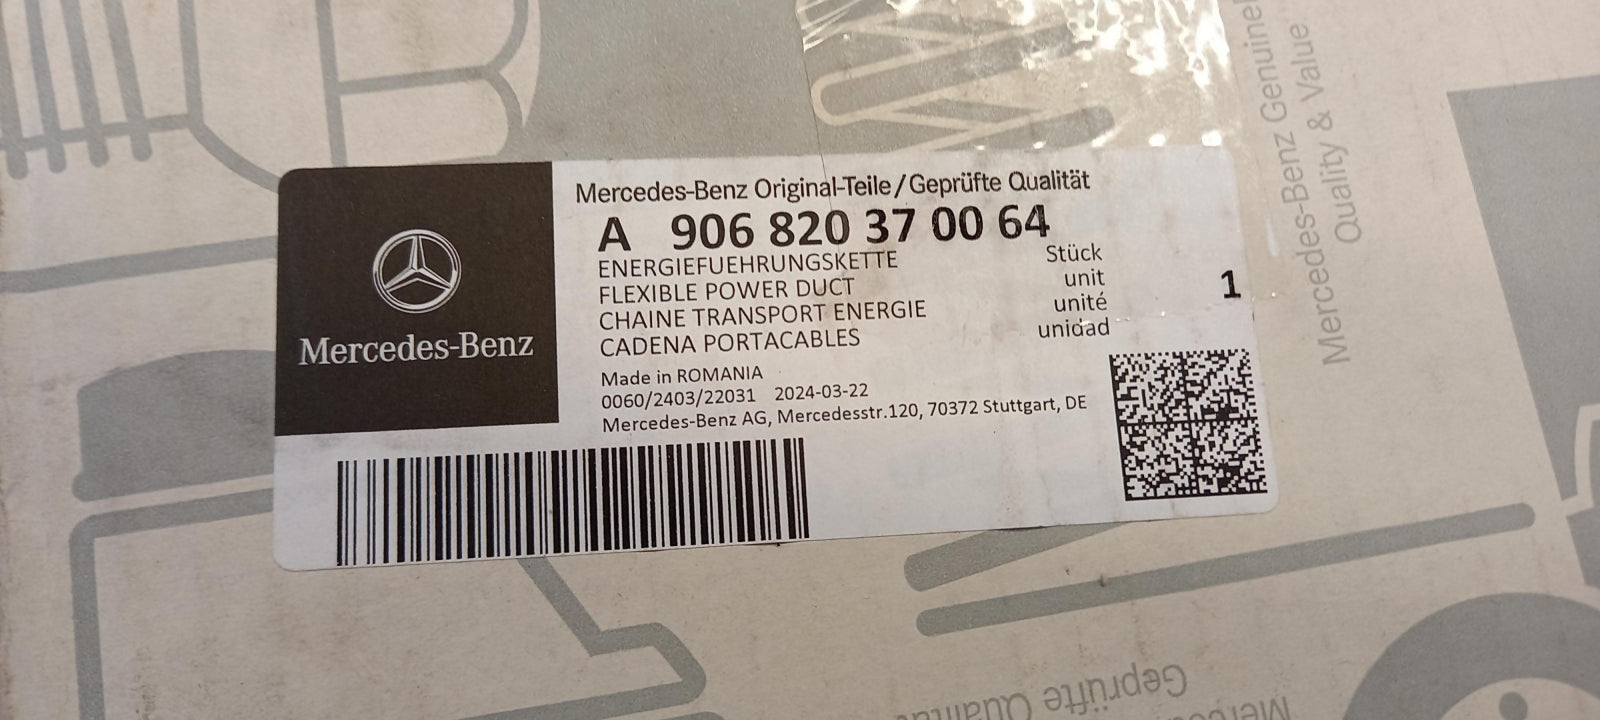 Mercedes-Benz Original-Teile/Geprüfte Qualität
A 906 820 37 00 64
ENERGIEFUEHRUNGSKETTE
FLEXIBLE POWER DUCT
CHAINE TRANSPORT ENERGIE
CADENA PORTACABLES
Stück
unit
unité
unidad
1
Made in ROMANIA
0060/2403/22031 2024-03-22
Mercedes-Benz AG, Mercedesstr.120, 70372 Stuttgart, DE
Mercedes-Benz
Mercedes-Benz Genuine
Quality & Value
Geprüfte